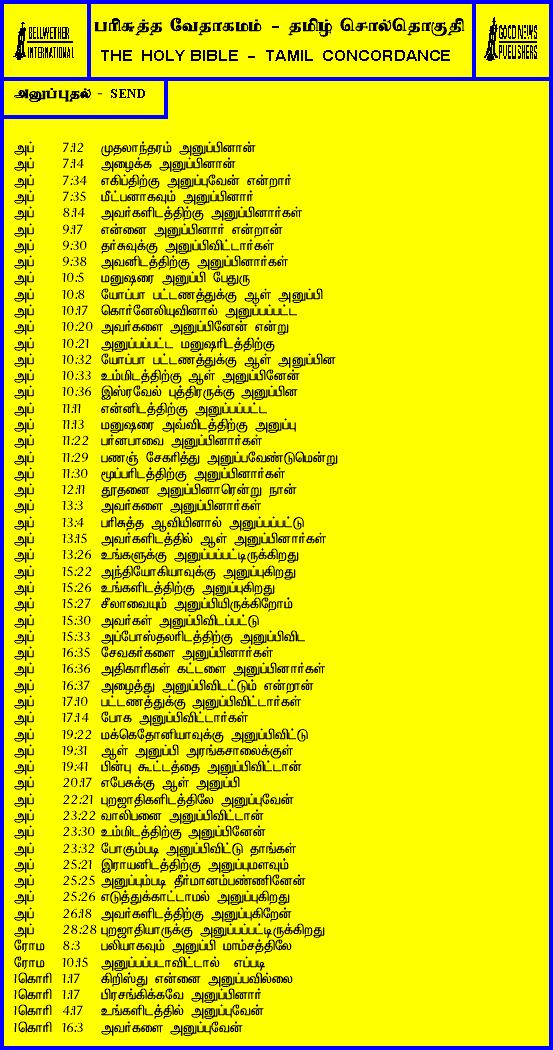 BELLWETHER INTERNATIONAL
பரிசுத்த வேதாகமம் - தமிழ் சொல்தொகுதி
THE HOLY BIBLE - TAMIL CONCORDANCE
GOOD NEWS PUBLISHERS
அனுப்புதல் - SEND
அப் 7:12 முதலாந்தரம் அனுப்பினான்
அப் 7:14 அழைக்க அனுப்பினான்
அப் 7:34 எகிப்திற்கு அனுப்புவேன் என்றார்
அப் 7:35 மீட்பனாகவும் அனுப்பினார்
அப் 8:14 அவர்களிடத்திற்கு அனுப்பினார்கள்
அப் 9:17 என்னை அனுப்பினார் என்றான்
அப் 9:30 தர்சுவுக்கு அனுப்பிவிட்டார்கள்
அப் 9:38 அவனிடத்திற்கு அனுப்பினார்கள்
அப் 10:5 மனுஷரை அனுப்பி பேதுரு
அப் 10:8 யோப்பா பட்டணத்துக்கு ஆள் அனுப்பி
அப் 10:17 கொர்னேலியுவினால் அனுப்பப்பட்ட
அப் 10:20 அவர்களை அனுப்பினேன் என்று
அப் 10:21 அனுப்பப்பட்ட மனுஷரிடத்திற்கு
அப் 10:32 யோப்பா பட்டணத்துக்கு ஆள் அனுப்பின
அப் 10:33 உம்மிடத்திற்கு ஆள் அனுப்பினேன்
அப் 10:36 இஸ்ரவேல் புத்திரருக்கு அனுப்பின
அப் 11:11 என்னிடத்திற்கு அனுப்பப்பட்ட
அப் 11:13 மனுஷரை அவ்விடத்திற்கு அனுப்பு
அப் 11:22 பர்னபாவை அனுப்பினார்கள்
அப் 11:29 பணஞ் சேகரித்து அனுப்பவேண்டுமென்று
அப் 11:30 மூப்பரிடத்திற்கு அனுப்பினார்கள்
அப் 12:11 தூதனை அனுப்பினாரென்று நான்
அப் 13:3 அவர்களை அனுப்பினார்கள்
அப் 13:4 பரிசுத்த ஆவியினால் அனுப்பப்பட்டு
அப் 13:15 அவர்களிடத்தில் ஆள் அனுப்பினார்கள்
அப் 13:26 உங்களுக்கு அனுப்பப்பட்டிருக்கிறது
அப் 15:22 அந்தியோகியாவுக்கு அனுப்புகிறது
அப் 15:26 உங்களிடத்திற்கு அனுப்புகிறது
அப் 15:27 சீலாவையும் அனுப்பியிருக்கிறோம்
அப் 15:30 அவர்கள் அனுப்பிவிடப்பட்டு
அப் 15:33 அப்போஸ்தலரிடத்திற்கு அனுப்பிவிட
அப் 16:35 சேவகர்களை அனுப்பினார்கள்
அப் 16:36 அதிகாரிகள் கட்டளை அனுப்பினார்கள்
அப் 16:37 அழைத்து அனுப்பிவிடட்டும் என்றான்
அப் 17:10 பட்டணத்துக்கு அனுப்பிவிட்டார்கள்
அப் 17:14 போக அனுப்பிவிட்டார்கள்
அப் 19:22 மக்கெதோனியாவுக்கு அனுப்பிவிட்டு
அப் 19:31 ஆள் அனுப்பி அரங்கசாலைக்குள்
அப் 19:41 பின்பு கூட்டத்தை அனுப்பிவிட்டான்
அப் 20:17 எபேசுக்கு ஆள் அனுப்பி
அப் 22:21 புறஜாதிகளிடத்திலே அனுப்புவேன்
அப் 23:22 வாலிபனை அனுப்பிவிட்டான்
அப் 23:30 உம்மிடத்திற்கு அனுப்பினேன்
அப் 23:32 போகும்படி அனுப்பிவிட்டு தாங்கள்
அப் 25:21 இராயனிடத்திற்கு அனுப்புமளவும்
அப் 25:25 அனுப்பும்படி தீர்மானம்பண்ணினேன்
அப் 25:26 எடுத்துக்காட்டாமல் அனுப்புகிறது
அப் 26:18 அவர்களிடத்திற்கு அனுப்புகிறேன்
அப் 28:28 புறஜாதியாருக்கு அனுப்பப்பட்டிருக்கிறது
ரோம 8:3 பலியாகவும் அனுப்பி மாம்சத்திலே
ரோம 10:15 அனுப்பப்படாவிட்டால் எப்படி
1கொரி 1:17 கிறிஸ்து என்னை அனுப்பவில்லை
1கொரி 1:17 பிரசங்கிக்கவே அனுப்பினார்
1கொரி 4:17 உங்களிடத்தில் அனுப்புவேன்
1கொரி 16:3 அவர்களை அனுப்புவேன்